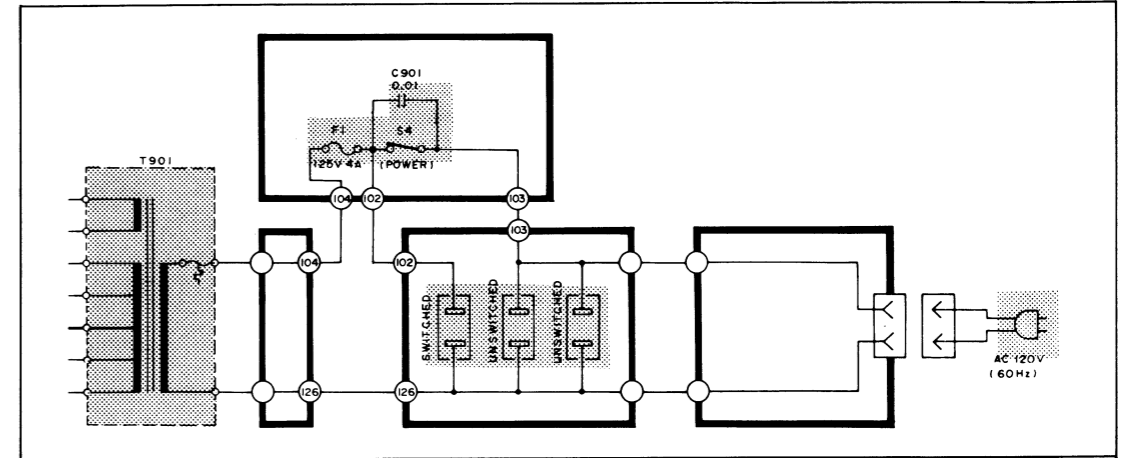 C901
0.01
F1
S4
125V 4A
(POWER)
T901
104
102
103
103
104
102
SWITCHED
UNSWITCHED
UNSWITCHED
AC 120V
(60Hz)
126
126